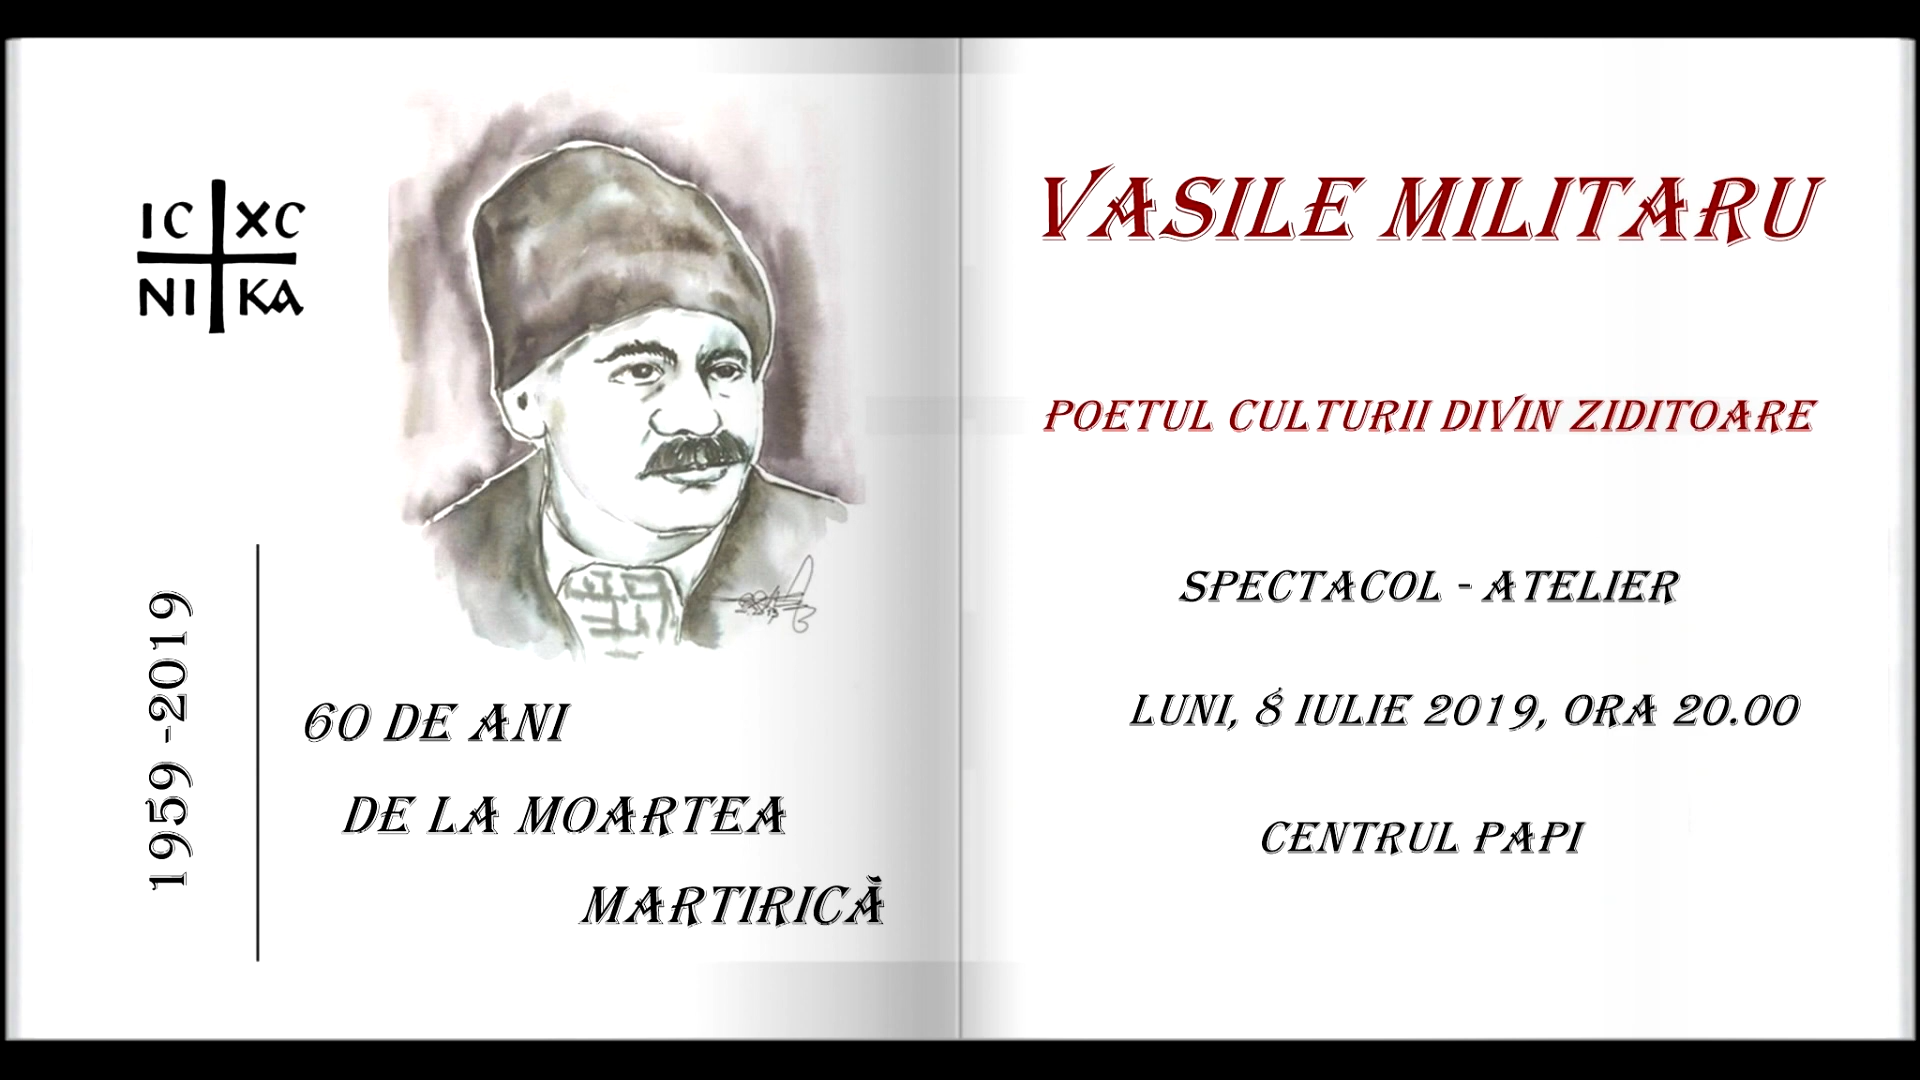 IC XC
NI KA
1959 -2019
60 DE ANI
DE LA MOARTEA
MARTIRICĂ
VASILE MILITARU
POETUL CULTURII DIVIN ZIDITOARE
SPECTACOL - ATELIER
LUNI, 8 IULIE 2019, ORA 20.00
CENTRUL PAPI